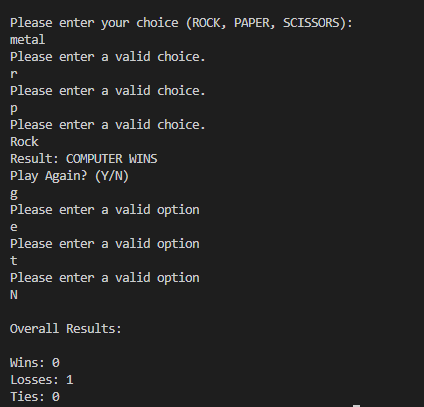 Please enter your choice (ROCK, PAPER, SCISSORS):
metal
Please enter a valid choice.
r
Please enter a valid choice.
p
Please enter a valid choice.
Rock
Result: COMPUTER WINS
Play Again? (Y/N)
g
Please enter a valid option
e
Please enter a valid option
t
Please enter a valid option
N
Overall Results:
Wins: 0
Losses: 1
Ties: 0